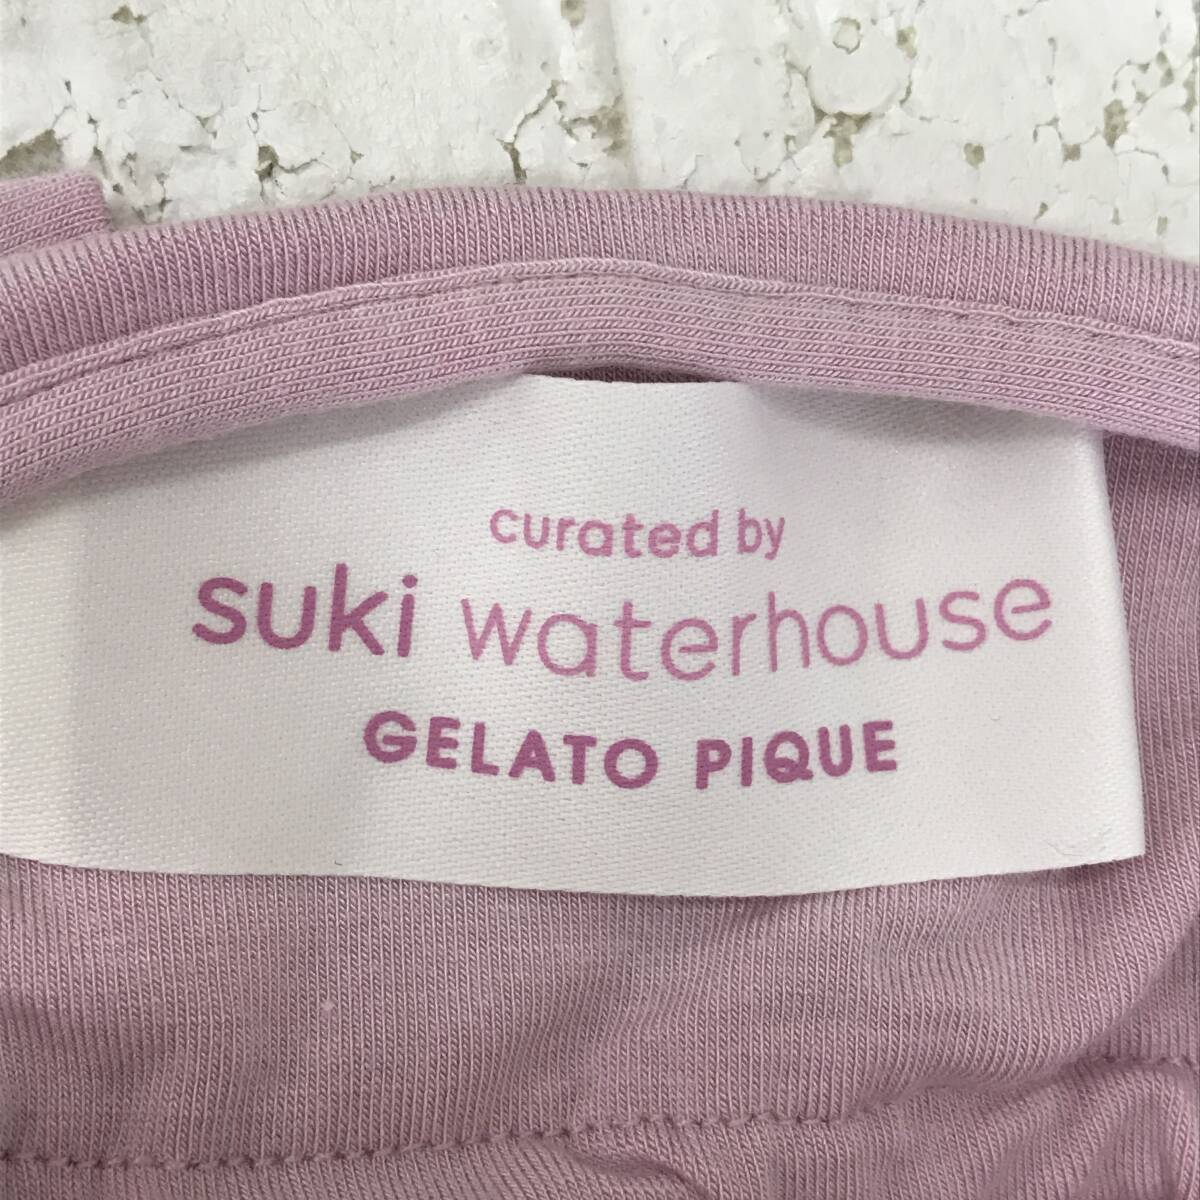 curated by
suki waterhouse
GELATO PIQUE